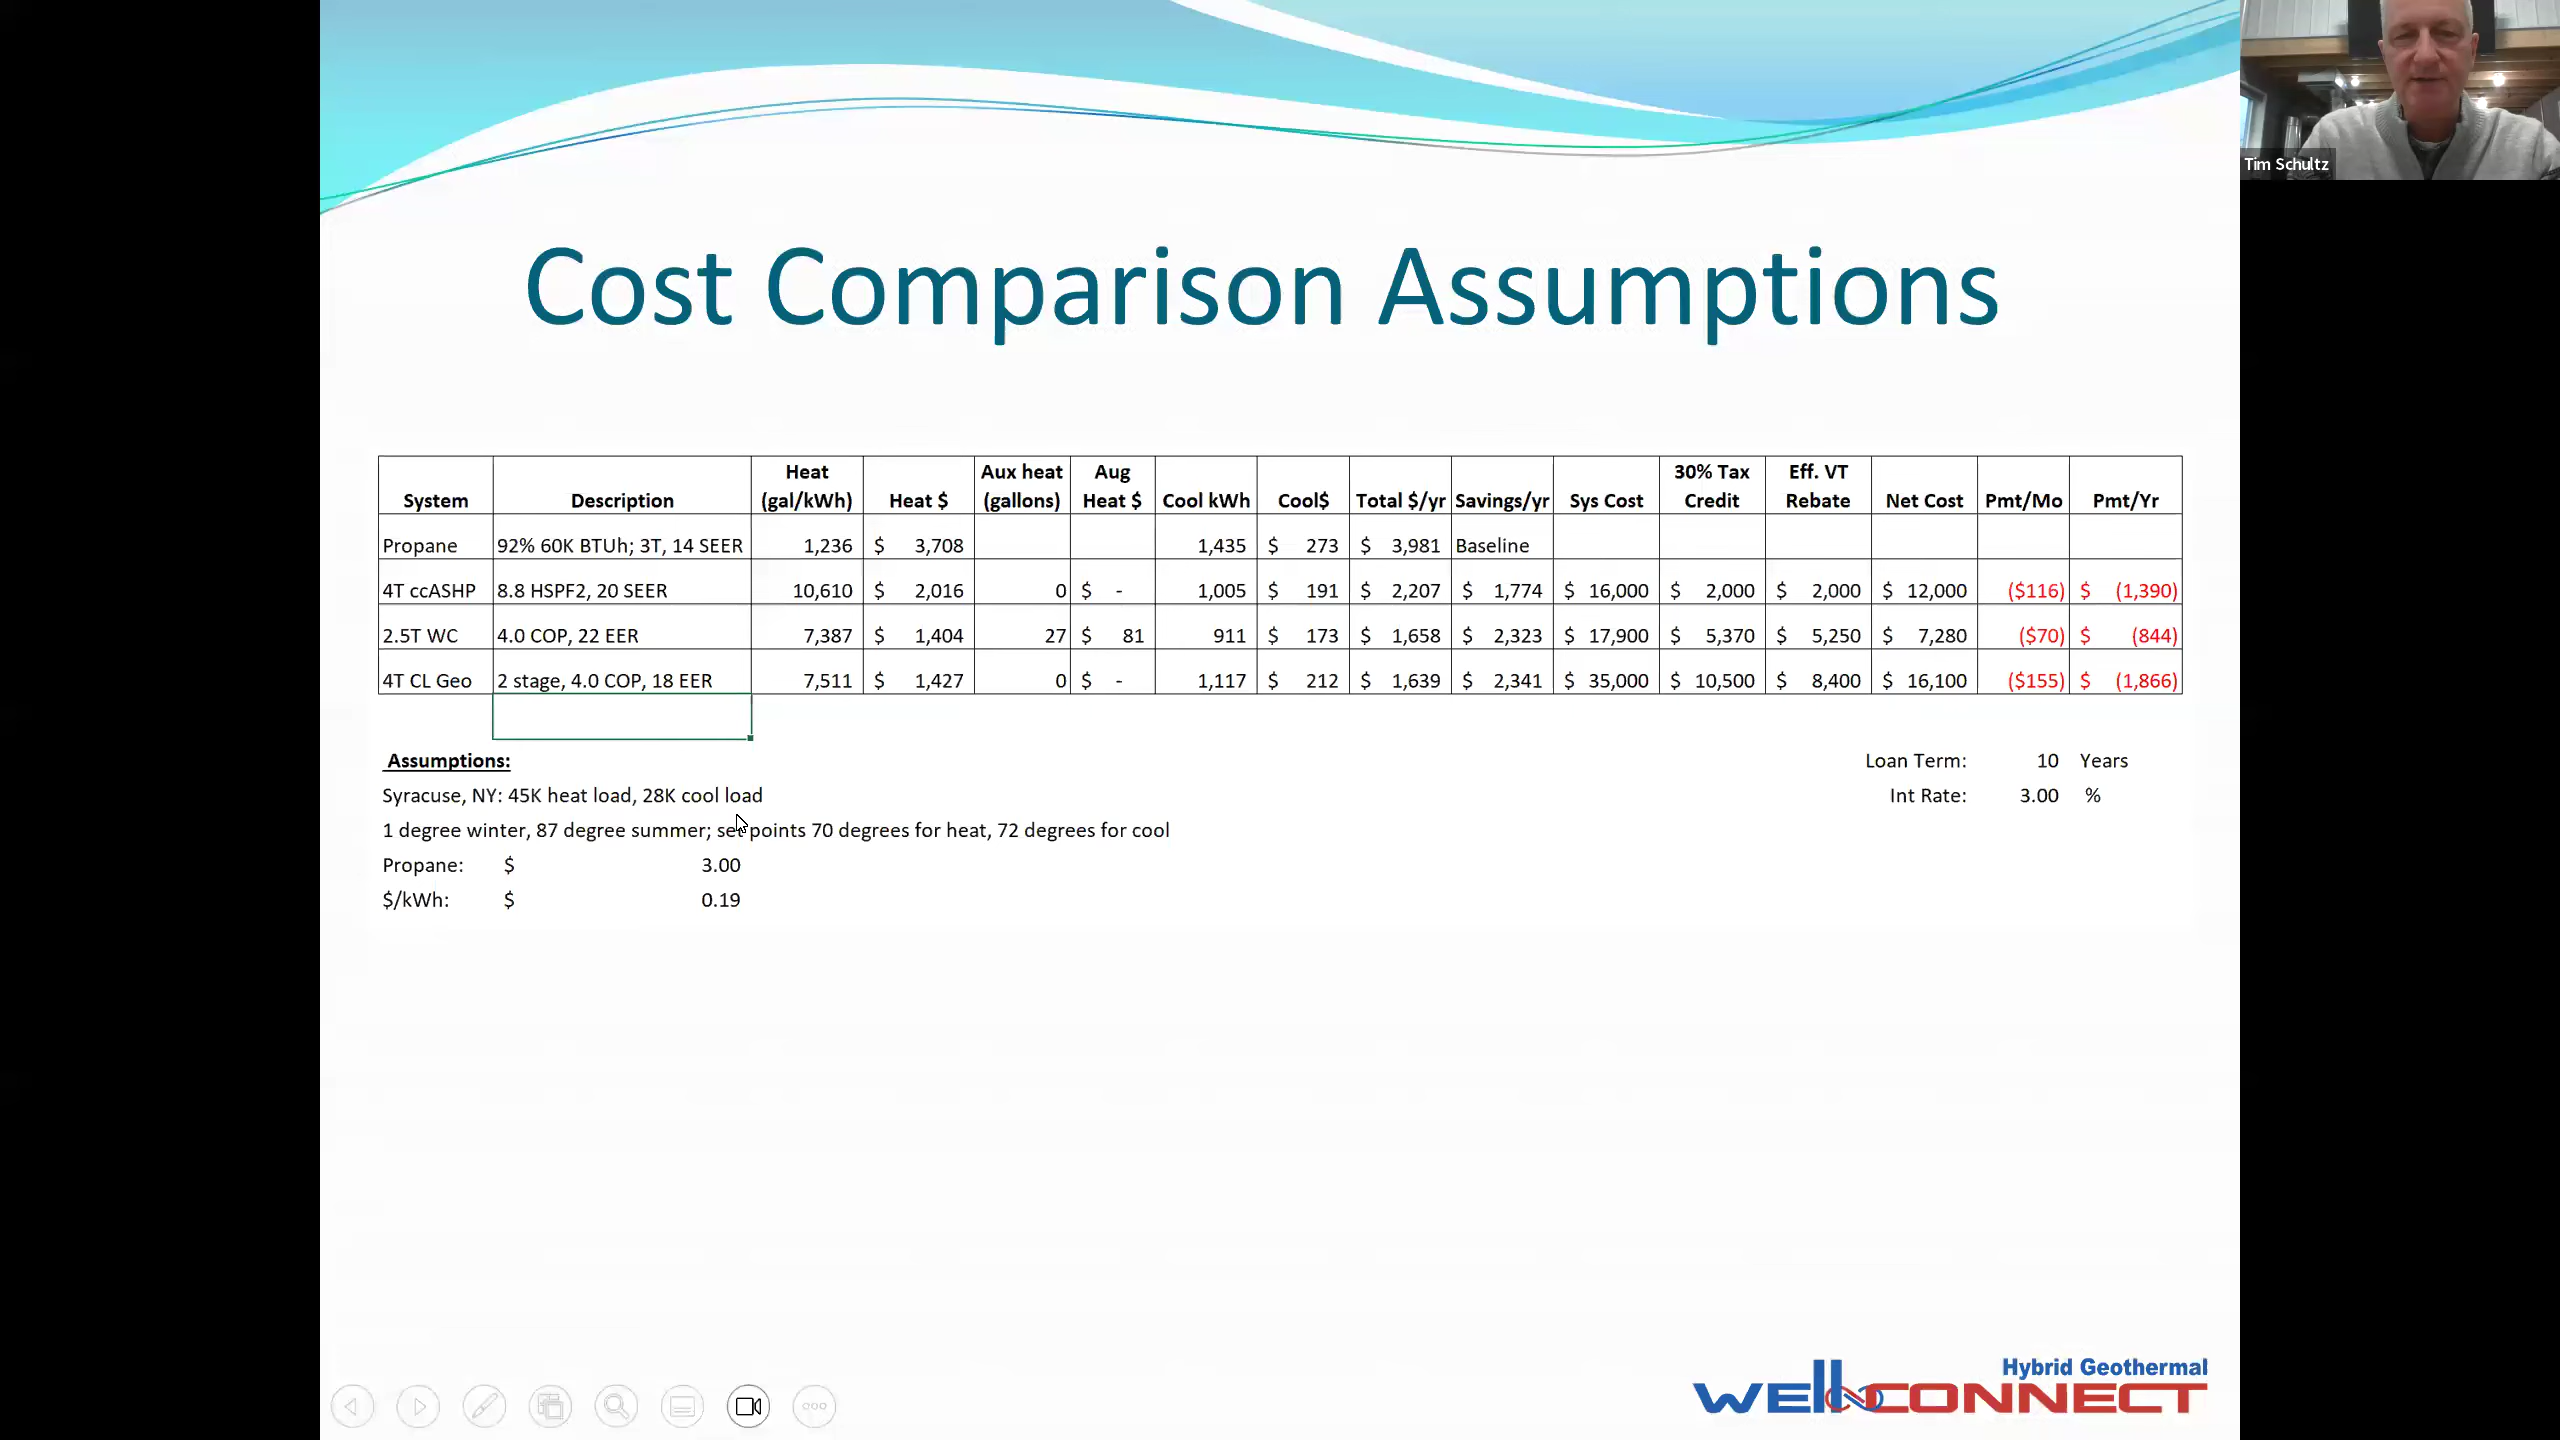 Tim Schultz
Cost Comparison Assumptions
System Description Heat (gal/kWh) Heat $ Aux heat (gallons) Aug Heat $ Cool kWh Cool$ Total $/yr Savings/yr Sys Cost 30% Tax Credit Eff. VT Rebate Net Cost Pmt/Mo Pmt/Yr
Propane 92% 60K BTUh; 3T, 14 SEER 1,236 $ 3,708 1,435 $ 273 $ 3,981 Baseline
4T ccASHP 8.8 HSPF2, 20 SEER 10,610 $ 2,016 0 $ - 1,005 $ 191 $ 2,207 $ 1,774 $ 16,000 $ 2,000 $ 2,000 $ 12,000 ($116) $ (1,390)
2.5T WC 4.0 COP, 22 EER 7,387 $ 1,404 27 $ 81 911 $ 173 $ 1,658 $ 2,323 $ 17,900 $ 5,370 $ 5,250 $ 7,280 ($70) $ (844)
4T CL Geo 2 stage, 4.0 COP, 18 EER 7,511 $ 1,427 0 $ - 1,117 $ 212 $ 1,639 $ 2,341 $ 35,000 $ 10,500 $ 8,400 $ 16,100 ($155) $ (1,866)
Assumptions: Loan Term: 10 Years
Syracuse, NY: 45K heat load, 28K cool load Int Rate: 3.00 %
1 degree winter, 87 degree summer; set points 70 degrees for heat, 72 degrees for cool
Propane: $ 3.00
$/kWh: $ 0.19
Hybrid Geothermal
WellCONNECT